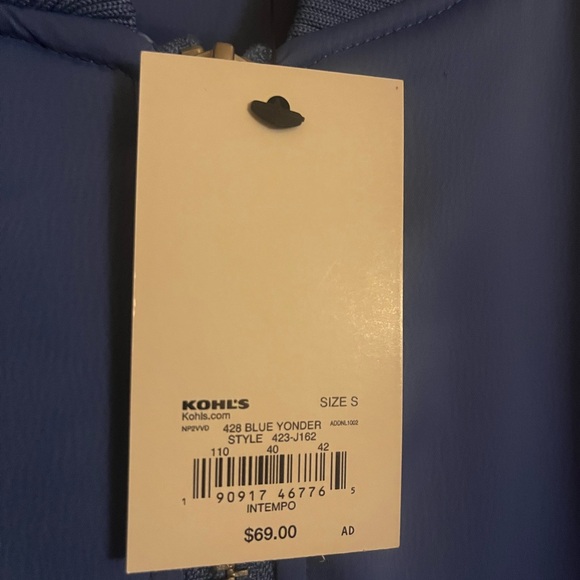 KOHL'S SIZE S
Kohls.com
NP2VVD 428 BLUE YONDER ADDNL1002
STYLE 423-J162
110 40 42
1 90917 46776 5
INTEMPO
$69.00 AD